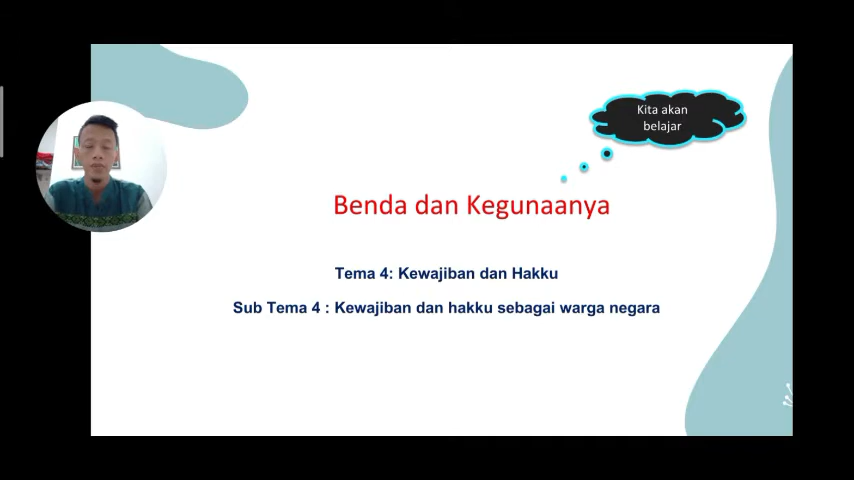 Kita akan
belajar
Benda dan Kegunaanya
Tema 4: Kewajiban dan Hakku
Sub Tema 4 : Kewajiban dan hakku sebagai warga negara